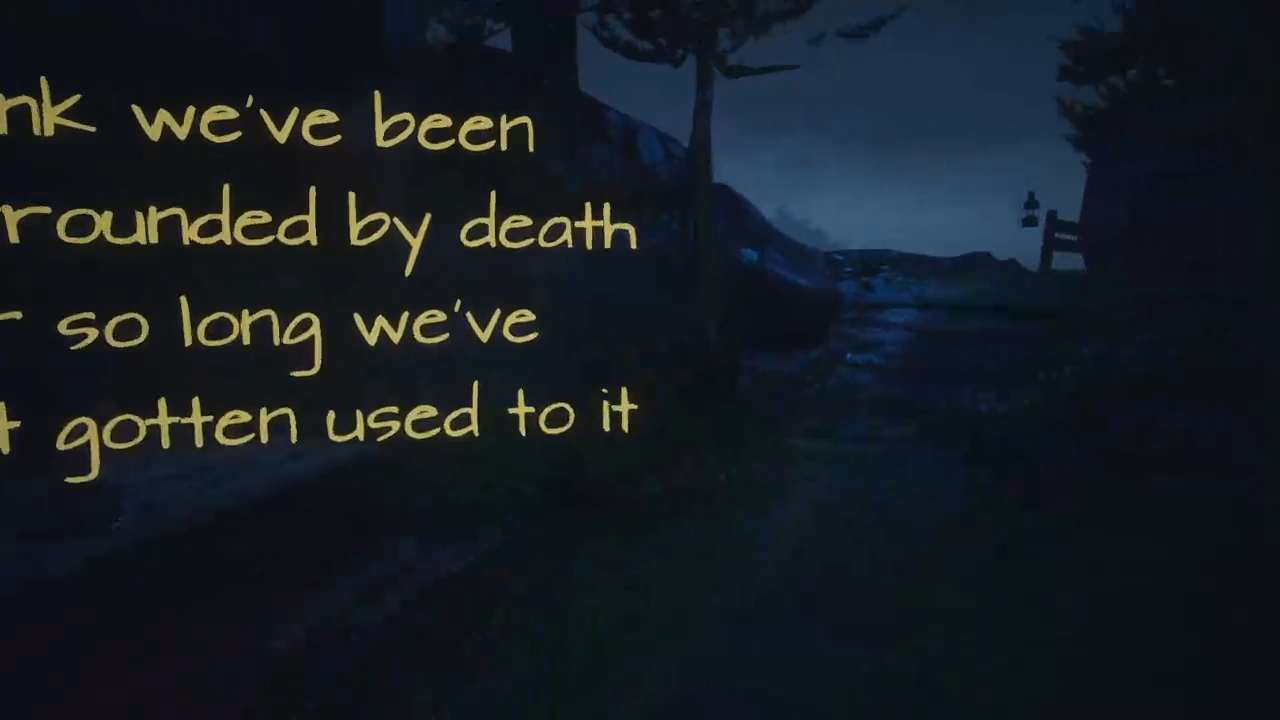 nk we've been
rounded by death
so long we've
gotten used to it